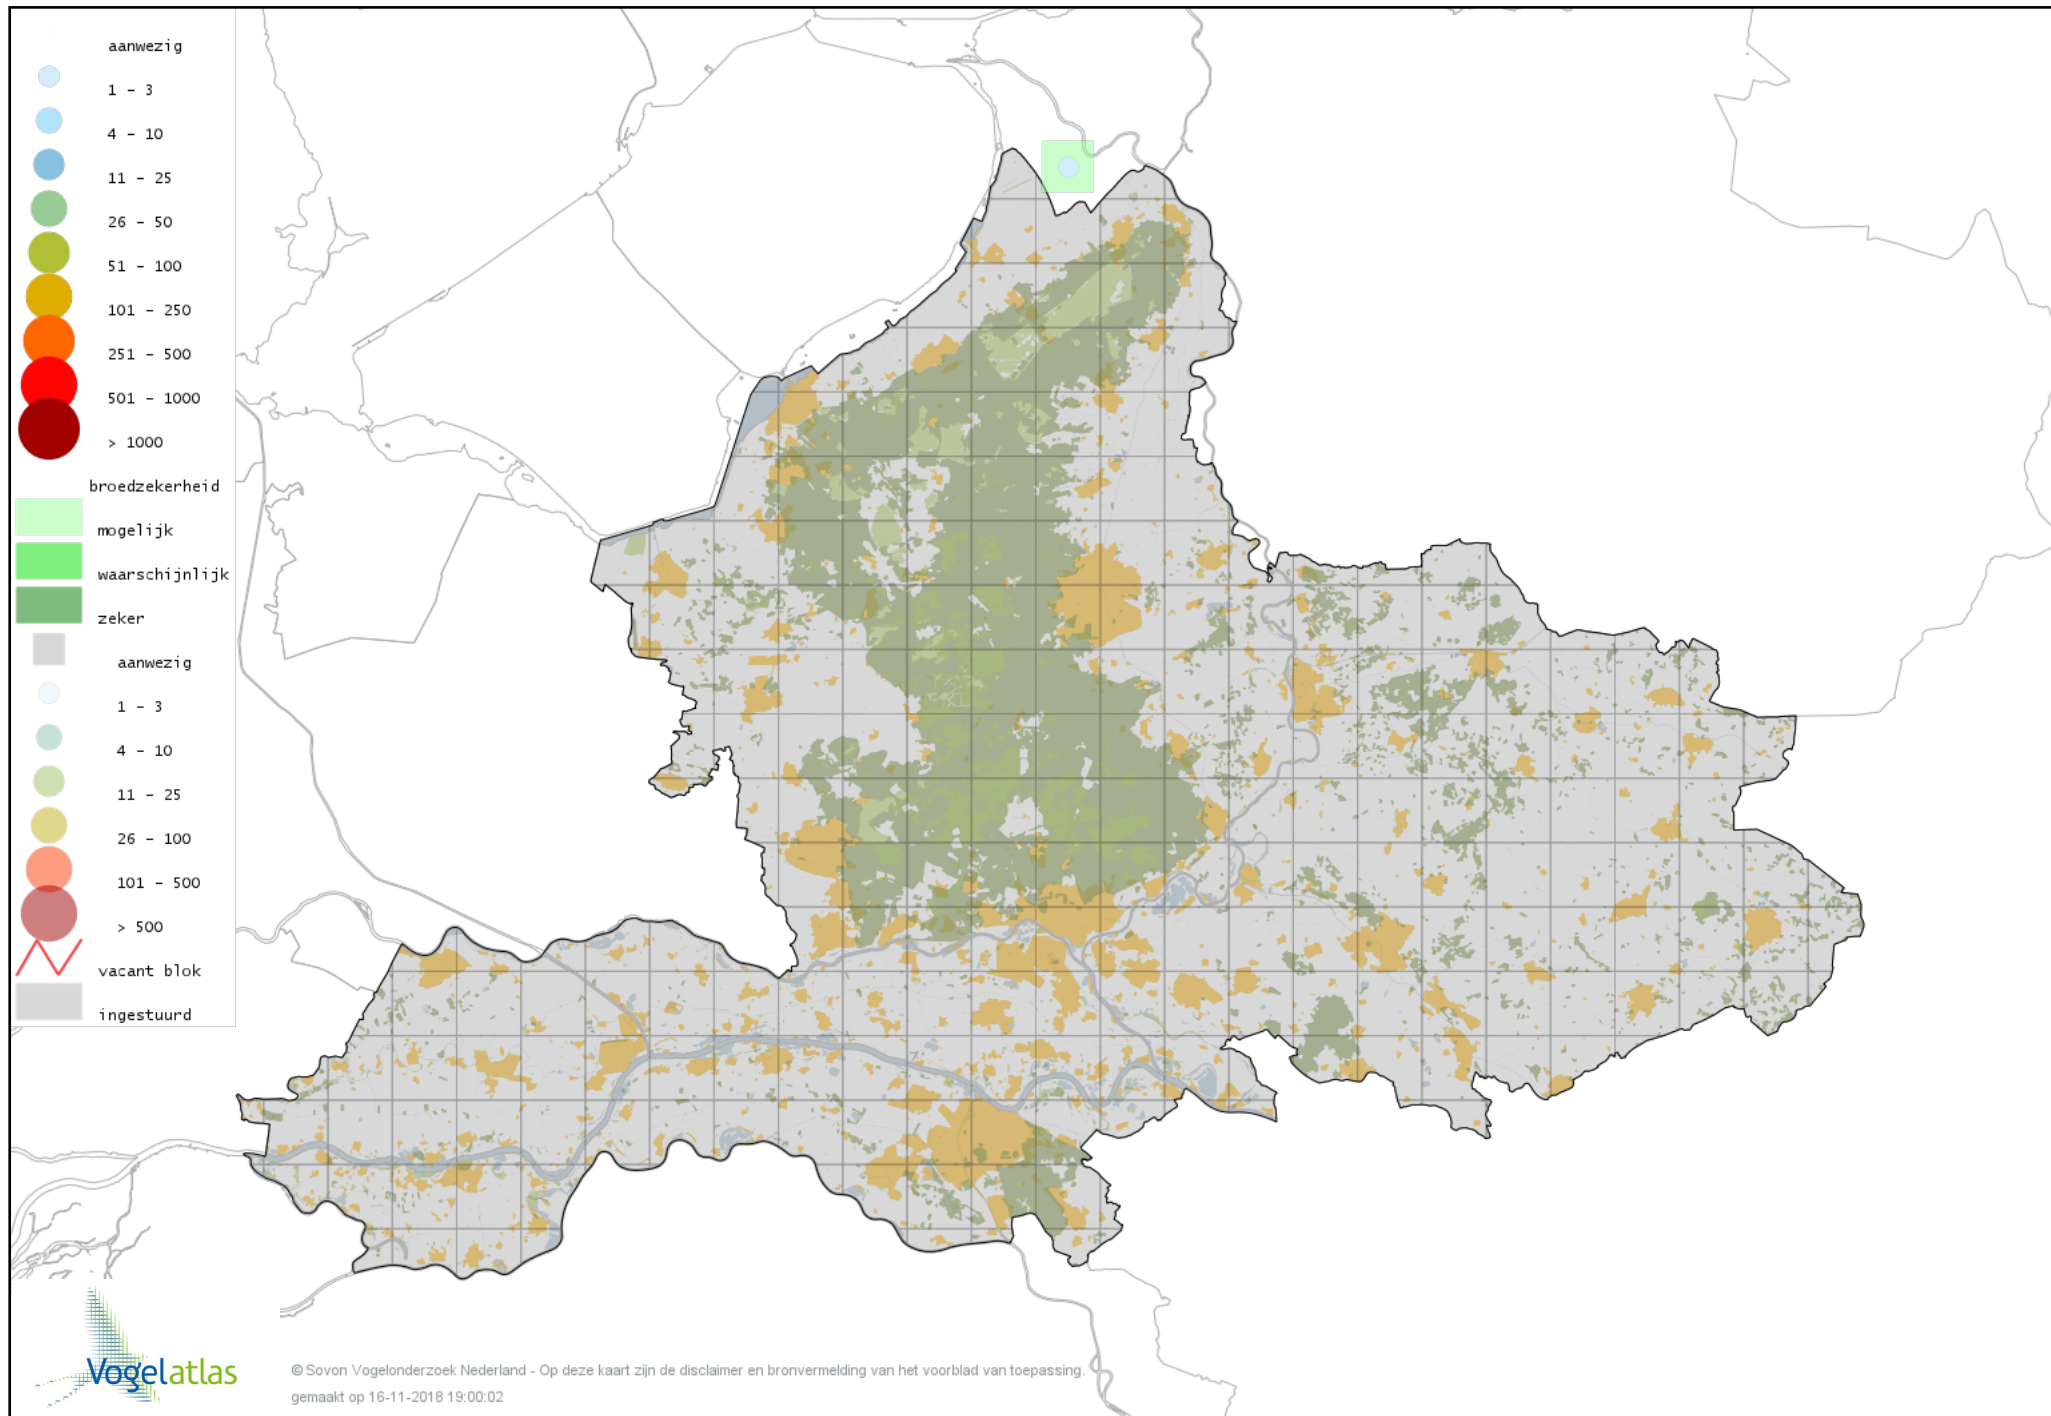 aanwezig
1 - 3
4 - 10
11 - 25
26 - 50
51 - 100
101 - 250
251 - 500
501 - 1000
> 1000
broedzekerheid
mogelijk
waarschijnlijk
zeker
aanwezig
1 - 3
4 - 10
11 - 25
26 - 100
101 - 500
> 500
vacant blok
ingestuurd
Vogelatlas
© Sovon Vogelonderzoek Nederland - Op deze kaart zijn de disclaimer en bronvermelding van het voorblad van toepassing.
gemaakt op 16-11-2018 19:00:02